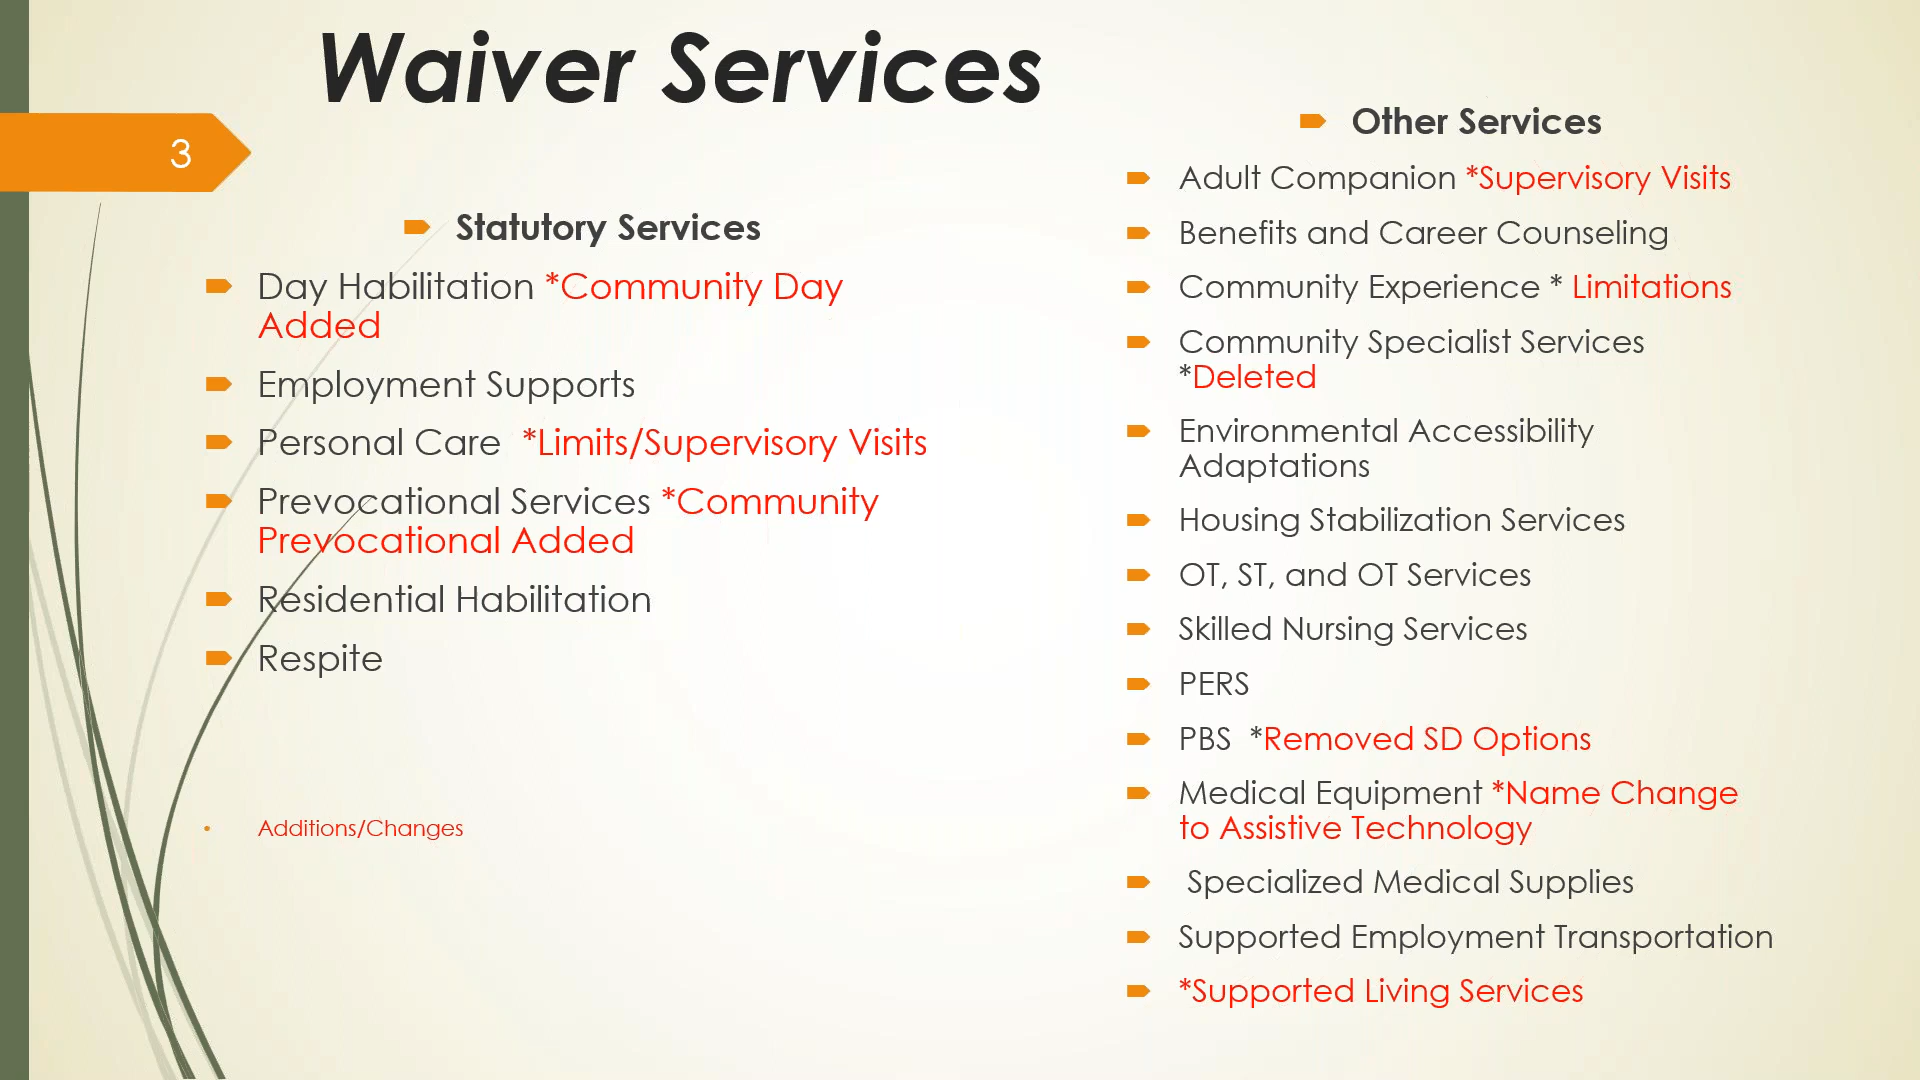 Waiver Services
3
Statutory Services
Day Habilitation *Community Day
Added
Employment Supports
Personal Care  *Limits/Supervisory Visits
Prevocational Services *Community
Prevocational Added
Residential Habilitation
Respite
Additions/Changes
Other Services
Adult Companion *Supervisory Visits
Benefits and Career Counseling
Community Experience * Limitations
Community Specialist Services
*Deleted
Environmental Accessibility
Adaptations
Housing Stabilization Services
OT, ST, and OT Services
Skilled Nursing Services
PERS
PBS  *Removed SD Options
Medical Equipment *Name Change
to Assistive Technology
Specialized Medical Supplies
Supported Employment Transportation
*Supported Living Services